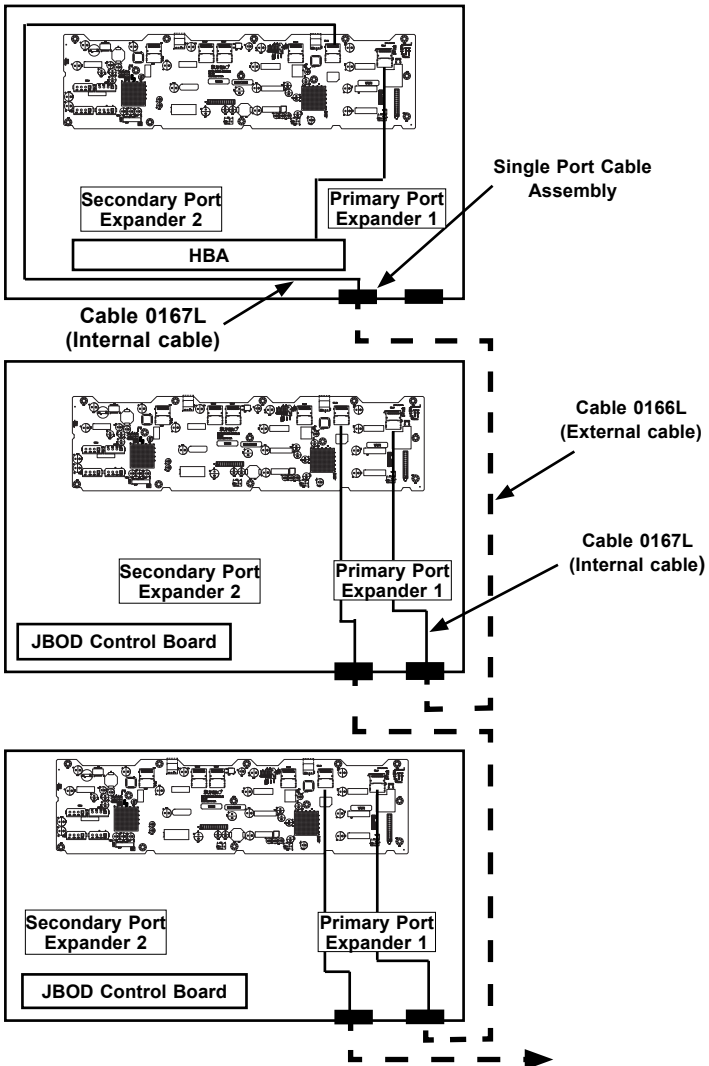 Secondary Port
Expander 2
Primary Port
Expander 1
HBA
Single Port Cable
Assembly
Cable 0167L
(Internal cable)
Cable 0166L
(External cable)
Cable 0167L
(Internal cable)
Secondary Port
Expander 2
Primary Port
Expander 1
JBOD Control Board
Secondary Port
Expander 2
Primary Port
Expander 1
JBOD Control Board